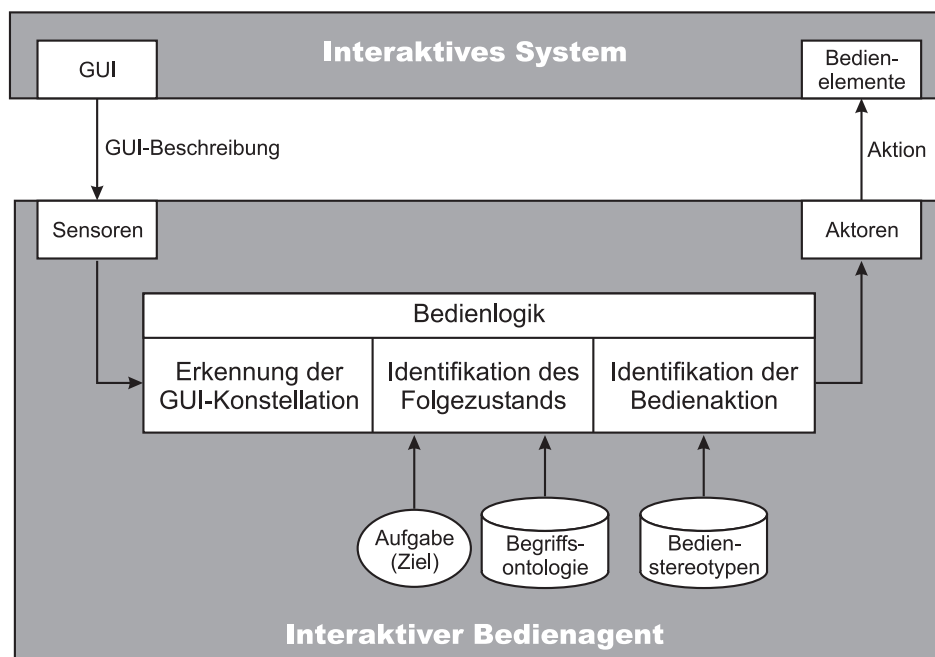 Interaktives System
GUI
Bedien-
elemente
GUI-Beschreibung
Aktion
Sensoren
Aktoren
Bedienlogik
Erkennung der
GUI-Konstellation
Identifikation des
Folgezustands
Identifikation der
Bedienaktion
Aufgabe
(Ziel)
Begriffs-
ontologie
Bedien-
stereotypen
Interaktiver Bedienagent